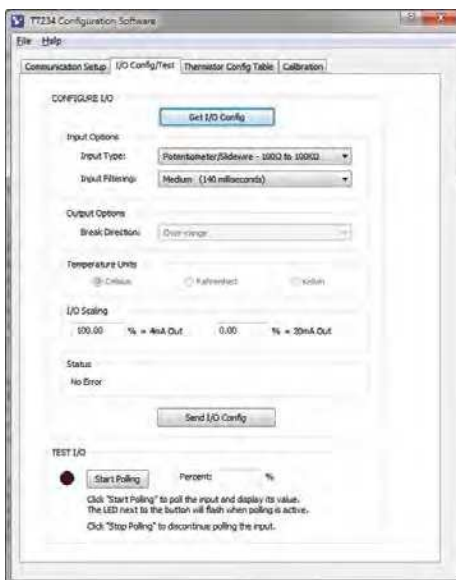 TT234 Configuration Software
File Help
Communication Setup I/O Config/Test Thermistor Config Table Calibration
CONFIGURE I/O
Get I/O Config
Input Options
Input Type: Potentiometer/Slidewire - 100Ω to 100KΩ
Input Filtering: Medium (140 milliseconds)
Output Options
Break Direction: Over-range
Temperature Units
Celsius Fahrenheit Kelvin
I/O Scaling
100.00 % = 4mA Out 0.00 % = 20mA Out
Status
No Error
Send I/O Config
TEST I/O
Start Polling Percent: %
Click "Start Polling" to poll the input and display its value.
The LED next to the button will flash when polling is active.
Click "Stop Polling" to discontinue polling the input.